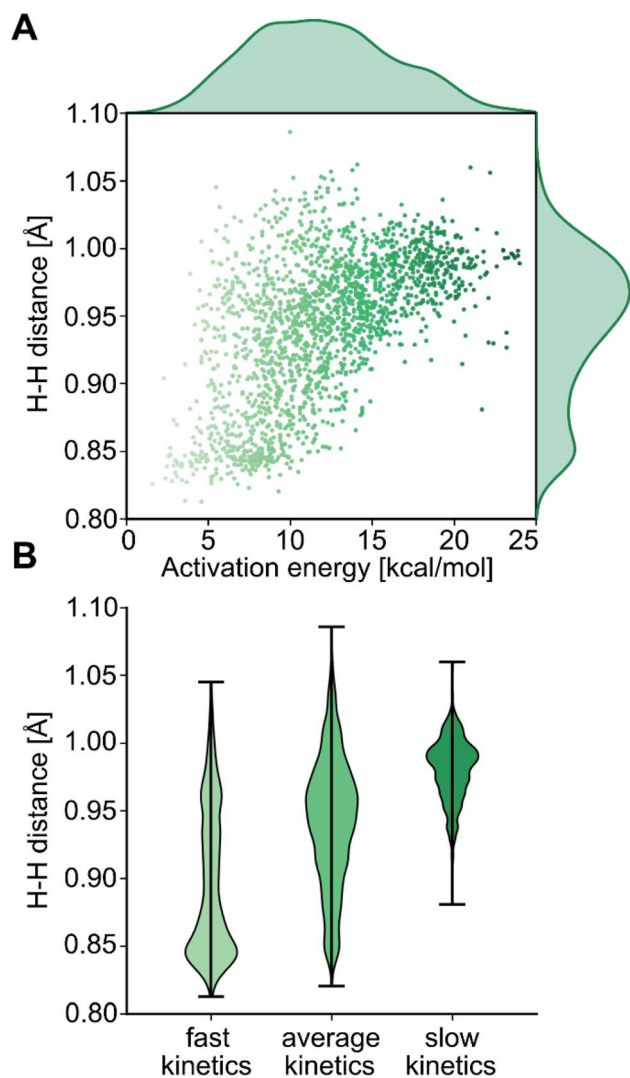 A
1.10
1.05
1.00
0.95
0.90
0.85
0.80
H-H distance [Å]
0 5 10 15 20 25
Activation energy [kcal/mol]
B
1.10
1.05
1.00
0.95
0.90
0.85
0.80
H-H distance [Å]
fast average slow
kinetics kinetics kinetics